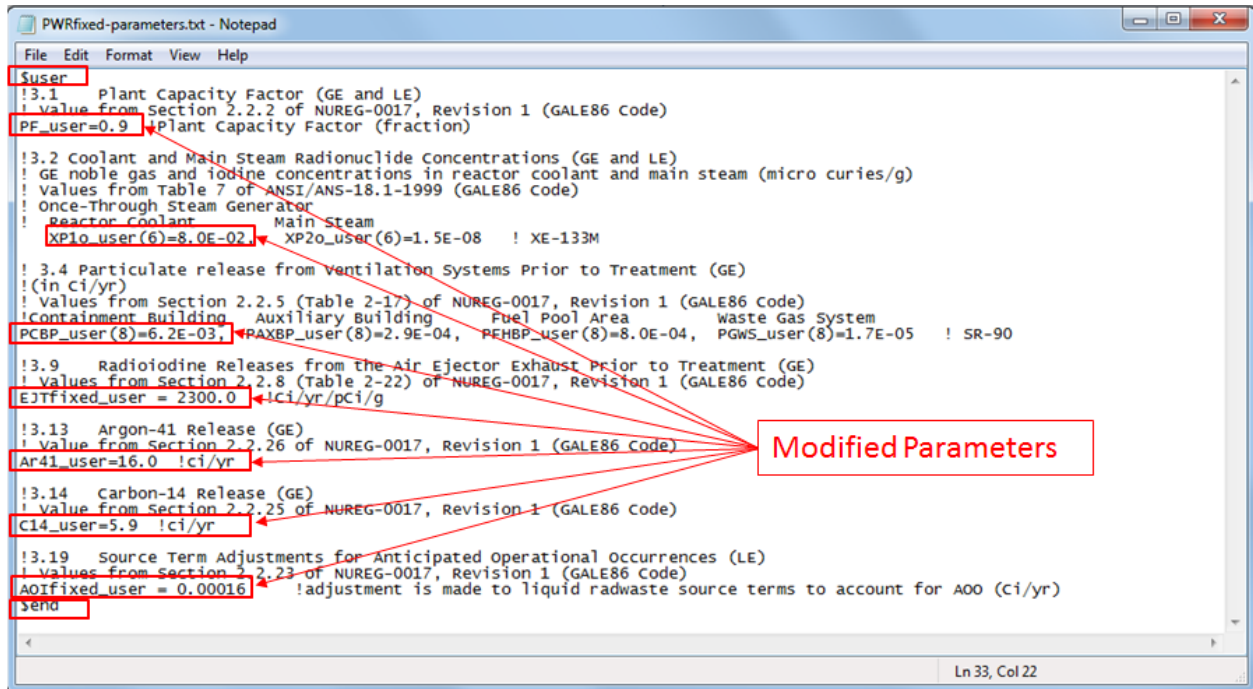 PWRfixed-parameters.txt - Notepad
File Edit Format View Help
$user
!3.1 Plant Capacity Factor (GE and LE)
! Value from Section 2.2.2 of NUREG-0017, Revision 1 (GALE86 Code)
PF_user=0.9 !Plant Capacity Factor (fraction)
!3.2 Coolant and Main Steam Radionuclide Concentrations (GE and LE)
! GE noble gas and iodine concentrations in reactor coolant and main steam (micro curies/g)
! Values from Table 7 of ANSI/ANS-18.1-1999 (GALE86 Code)
! Once-Through Steam Generator
! Reactor Coolant Main Steam
XP1o_user(6)=8.0E-02, XP2o_user(6)=1.5E-08 ! XE-133M
! 3.4 Particulate release from Ventilation Systems Prior to Treatment (GE)
!(in Ci/yr)
! Values from Section 2.2.5 (Table 2-17) of NUREG-0017, Revision 1 (GALE86 Code)
!Containment Building Auxiliary Building Fuel Pool Area Waste Gas System
PCBP_user(8)=6.2E-03, PAXBP_user(8)=2.9E-04, PFHBP_user(8)=8.0E-04, PGWS_user(8)=1.7E-05 ! SR-90
!3.9 Radioiodine Releases from the Air Ejector Exhaust Prior to Treatment (GE)
! Values from Section 2.2.8 (Table 2-22) of NUREG-0017, Revision 1 (GALE86 Code)
EJTfixed_user = 2300.0 !Ci/yr/pCi/g
!3.13 Argon-41 Release (GE)
! Value from Section 2.2.26 of NUREG-0017, Revision 1 (GALE86 Code)
Ar41_user=16.0 !ci/yr
Modified Parameters
!3.14 Carbon-14 Release (GE)
! Value from Section 2.2.25 of NUREG-0017, Revision 1 (GALE86 Code)
C14_user=5.9 !ci/yr
!3.19 Source Term Adjustments for Anticipated Operational Occurrences (LE)
! Values from Section 2.2.23 of NUREG-0017, Revision 1 (GALE86 Code)
AOIfixed_user = 0.00016 !adjustment is made to liquid radwaste source terms to account for AOO (Ci/yr)
$end
Ln 33, Col 22